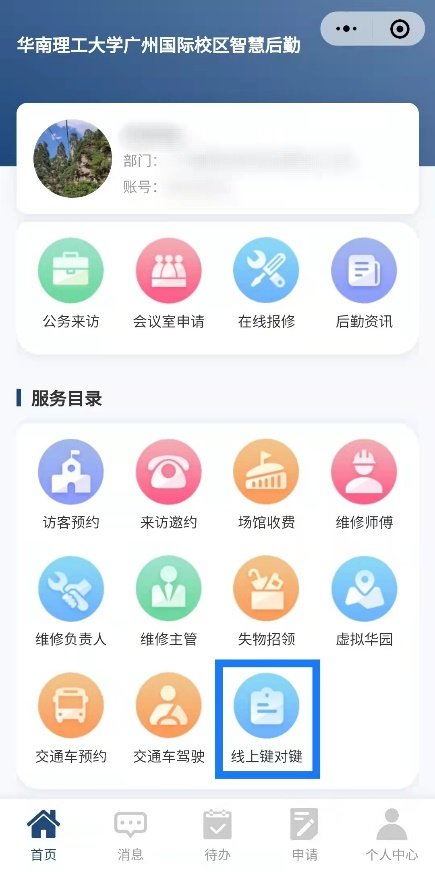 华南理工大学广州国际校区智慧后勤
部门：
账号：
公务来访 会议室申请 在线报修 后勤资讯
服务目录
访客预约 来访邀约 场馆收费 维修师傅
维修负责人 维修主管 失物招领 虚拟华园
交通车预约 交通车驾驶 线上键对键
首页 消息 待办 申请 个人中心